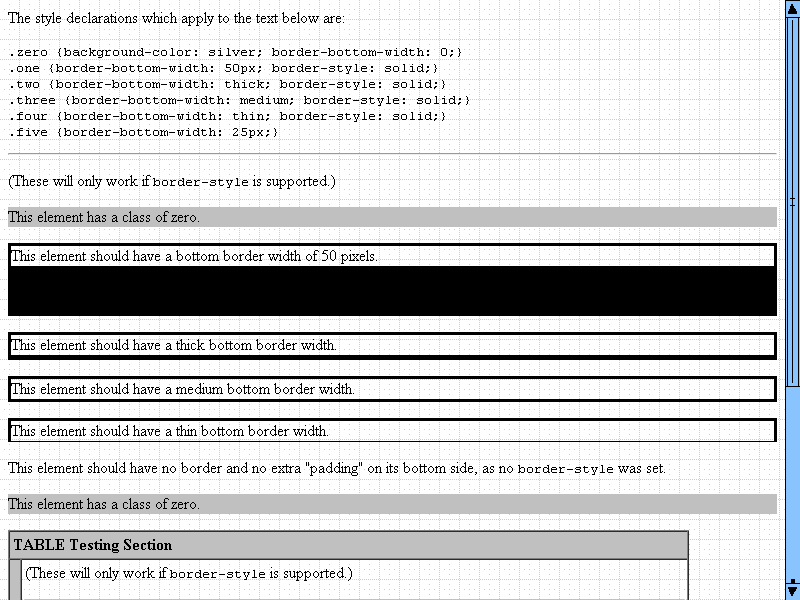 The style declarations which apply to the text below are:
.zero {background-color: silver; border-bottom-width: 0;}
.one {border-bottom-width: 50px; border-style: solid;}
.two {border-bottom-width: thick; border-style: solid;}
.three {border-bottom-width: medium; border-style: solid;}
.four {border-bottom-width: thin; border-style: solid;}
.five {border-bottom-width: 25px;}
(These will only work if border-style is supported.)
This element has a class of zero.
This element should have a bottom border width of 50 pixels.
This element should have a thick bottom border width.
This element should have a medium bottom border width.
This element should have a thin bottom border width.
This element should have no border and no extra "padding" on its bottom side, as no border-style was set.
This element has a class of zero.
TABLE Testing Section
(These will only work if border-style is supported.)